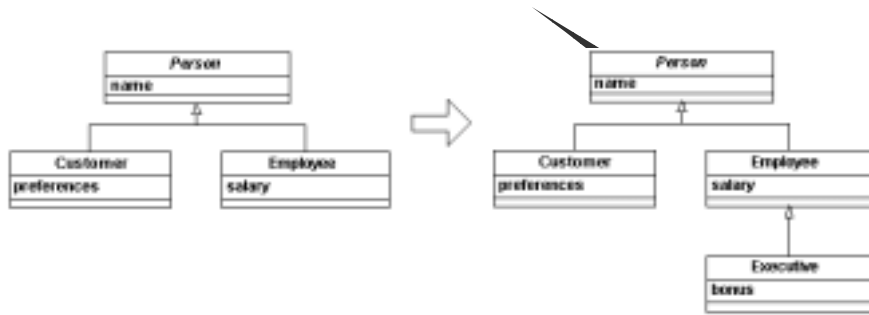 Person
name
Customer
preferences
Employee
salary
Person
name
Customer
preferences
Employee
salary
Executive
bonus